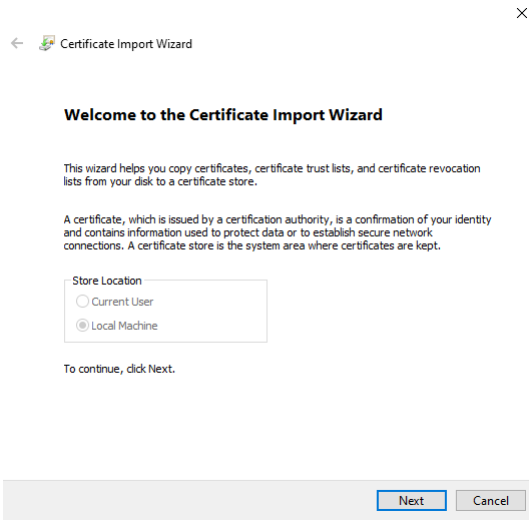 Certificate Import Wizard
Welcome to the Certificate Import Wizard
This wizard helps you copy certificates, certificate trust lists, and certificate revocation
lists from your disk to a certificate store.
A certificate, which is issued by a certification authority, is a confirmation of your identity
and contains information used to protect data or to establish secure network
connections. A certificate store is the system area where certificates are kept.
Store Location
Current User
Local Machine
To continue, click Next.
Next
Cancel